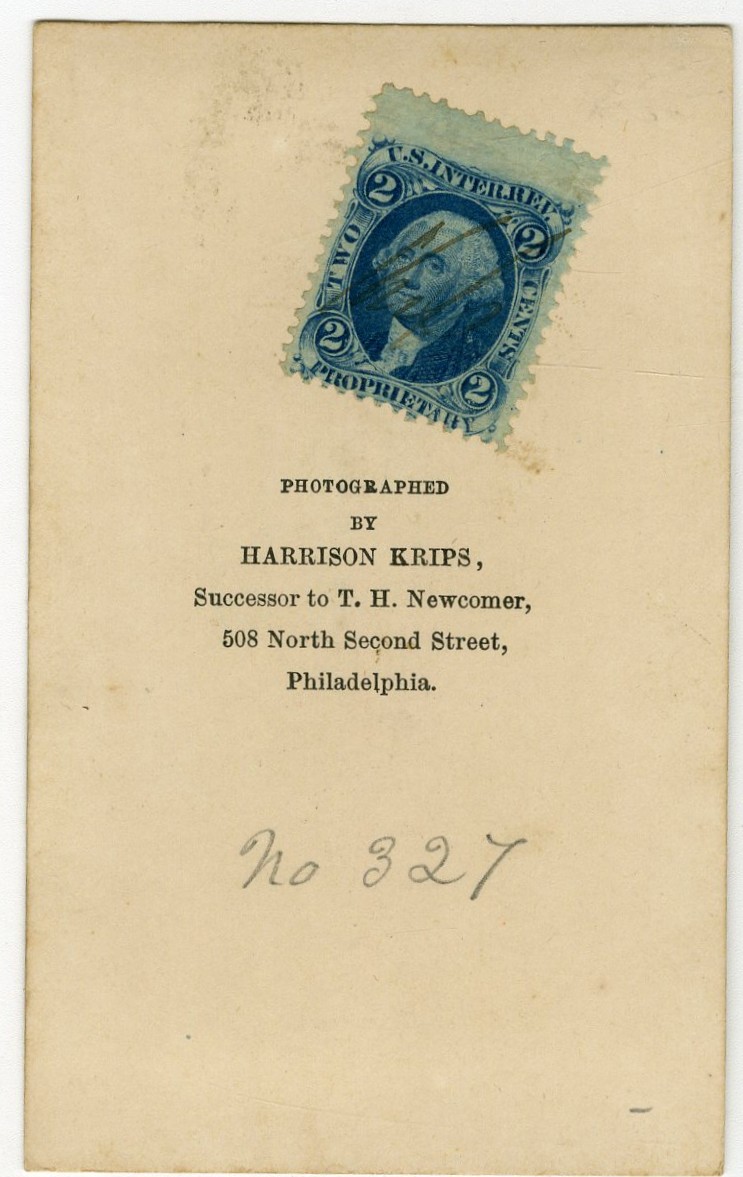 U.S. INTER. REV.
2 2
TWO CENTS
2 2
PROPRIETARY
PHOTOGRAPHED
BY
HARRISON KRIPS,
Successor to T. H. Newcomer,
508 North Second Street,
Philadelphia.
No 327